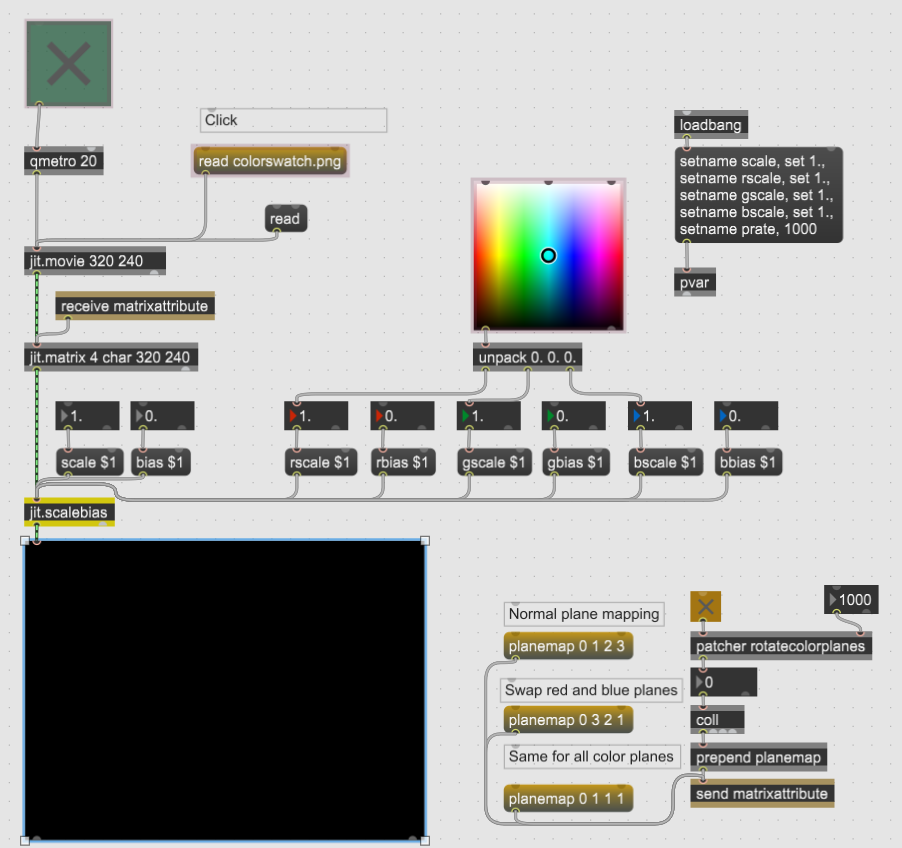 Click
loadbang
qmetro 20
read colorswatch.png
setname scale, set 1.,
setname rscale, set 1.,
setname gscale, set 1.,
setname bscale, set 1.,
setname prate, 1000
read
jit.movie 320 240
pvar
receive matrixattribute
jit.matrix 4 char 320 240
unpack 0. 0. 0.
1.
0.
1.
0.
1.
0.
1.
0.
scale $1
bias $1
rscale $1
rbias $1
gscale $1
gbias $1
bscale $1
bbias $1
jit.scalebias
Normal plane mapping
1000
planemap 0 1 2 3
patcher rotatecolorplanes
Swap red and blue planes
0
planemap 0 3 2 1
coll
Same for all color planes
prepend planemap
planemap 0 1 1 1
send matrixattribute